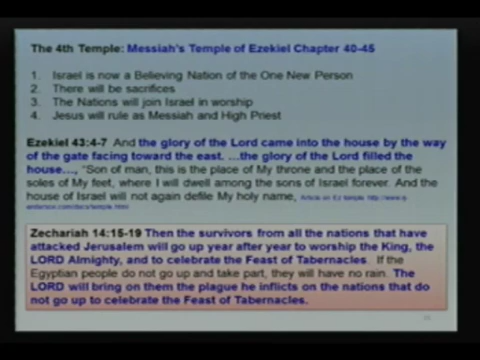 The 4th Temple: Messiah's Temple of Ezekiel Chapter 40-45
1. Israel is now a Believing Nation of the One New Person
2. There will be sacrifices
3. The Nations will join Israel in worship
4. Jesus will rule as Messiah and High Priest
Ezekiel 43:4-7 And the glory of the Lord came into the house by the way
of the gate facing toward the east. …the glory of the Lord filled the
house…, "Son of man, this is the place of My throne and the place of the
soles of My feet, where I will dwell among the sons of Israel forever. And the
house of Israel will not again defile My holy name, Article on Ez temple
Zechariah 14:15-19 Then the survivors from all the nations that have
attacked Jerusalem will go up year after year to worship the King, the
LORD Almighty, and to celebrate the Feast of Tabernacles. If the
Egyptian people do not go up and take part, they will have no rain. The
LORD will bring on them the plague he inflicts on the nations that do
not go up to celebrate the Feast of Tabernacles.